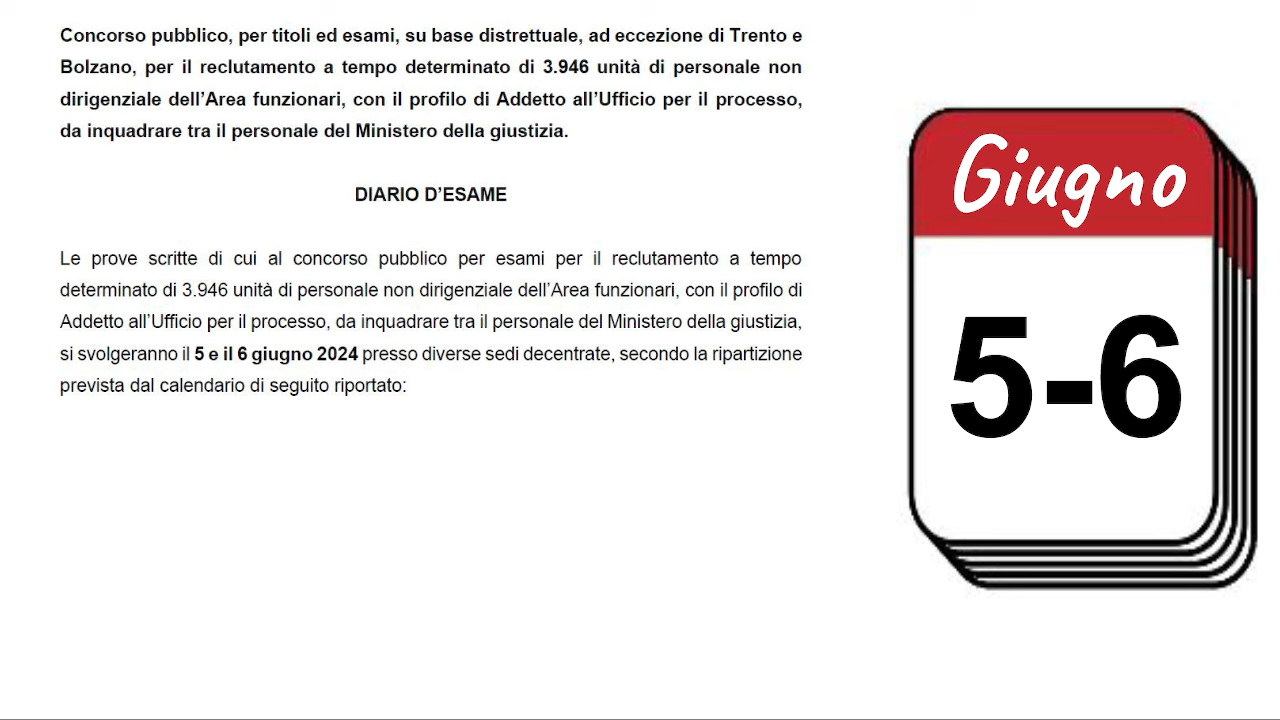 Concorso pubblico, per titoli ed esami, su base distrettuale, ad eccezione di Trento e
Bolzano, per il reclutamento a tempo determinato di 3.946 unità di personale non
dirigenziale dell’Area funzionari, con il profilo di Addetto all’Ufficio per il processo,
da inquadrare tra il personale del Ministero della giustizia.
DIARIO D’ESAME
Le prove scritte di cui al concorso pubblico per esami per il reclutamento a tempo
determinato di 3.946 unità di personale non dirigenziale dell’Area funzionari, con il profilo di
Addetto all’Ufficio per il processo, da inquadrare tra il personale del Ministero della giustizia,
si svolgeranno il 5 e il 6 giugno 2024 presso diverse sedi decentrate, secondo la ripartizione
prevista dal calendario di seguito riportato:
Giugno
5-6